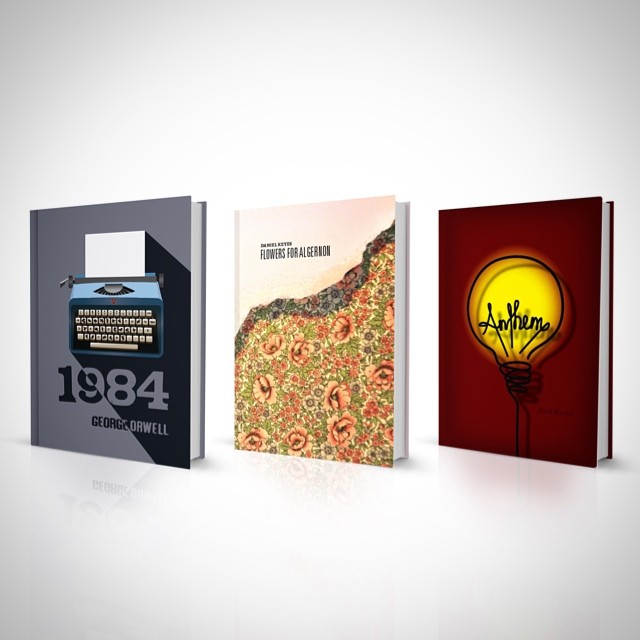 1984
GEORGE ORWELL
DANIEL KEYES
FLOWERS FOR ALGERNON
Anthem